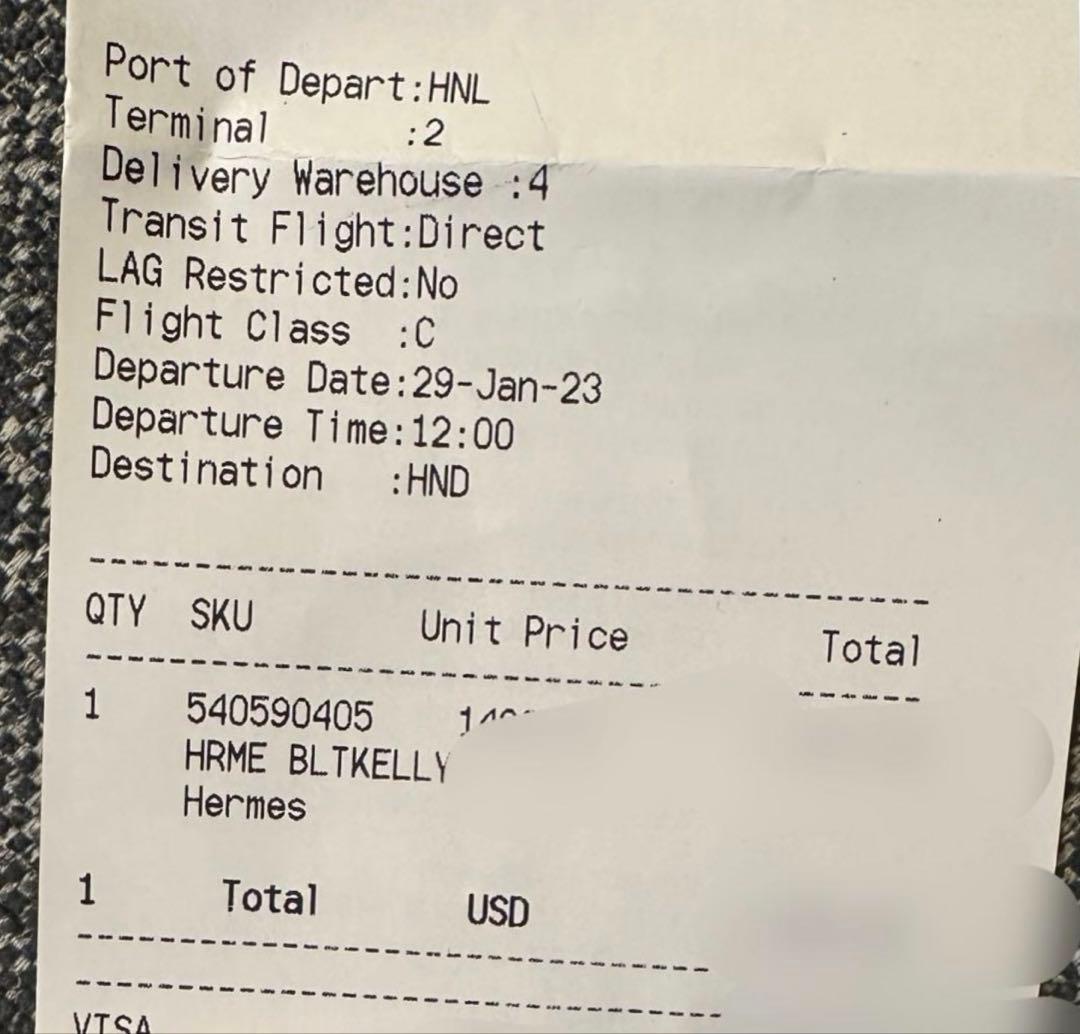 Port of Depart:HNL
Terminal :2
Delivery Warehouse :4
Transit Flight:Direct
LAG Restricted:No
Flight Class :C
Departure Date:29-Jan-23
Departure Time:12:00
Destination :HND
QTY SKU Unit Price Total
1 540590405
HRME BLTKELLY
Hermes
1 Total USD
VISA